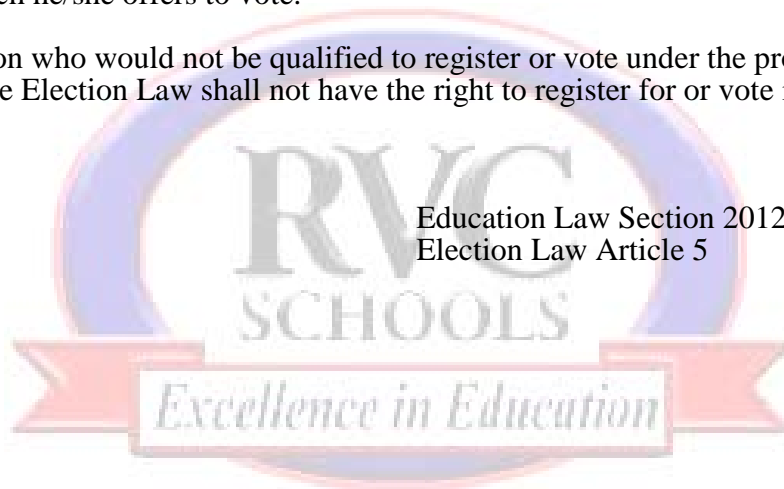 he/she offers to vote.
on who would not be qualified to register or vote under the
e Election Law shall not have the right to register for or vote
RVC
Education Law Section 2012
Election Law Article 5
SCHOOLS
Excellence in Education